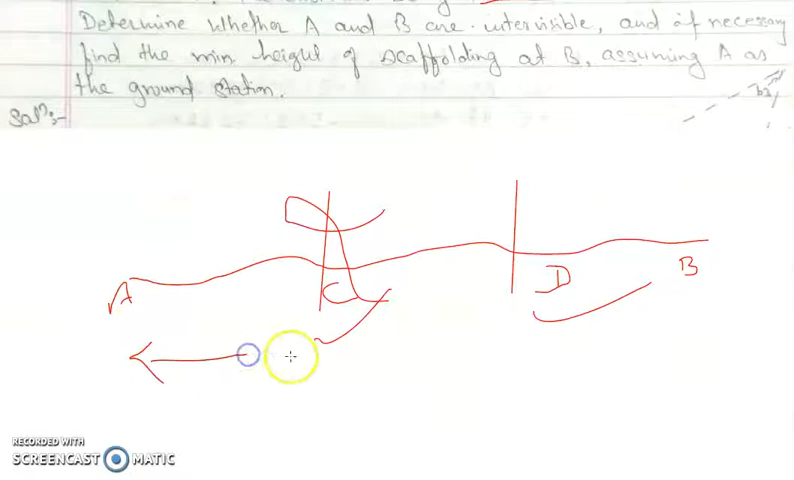 Determine Whether A and B are intervisible, and if necessary
find the min height of scaffolding at B, assuming A as
the ground station.
Solⁿ:-
A
C
D
B
RECORDED WITH
SCREENCAST MATIC